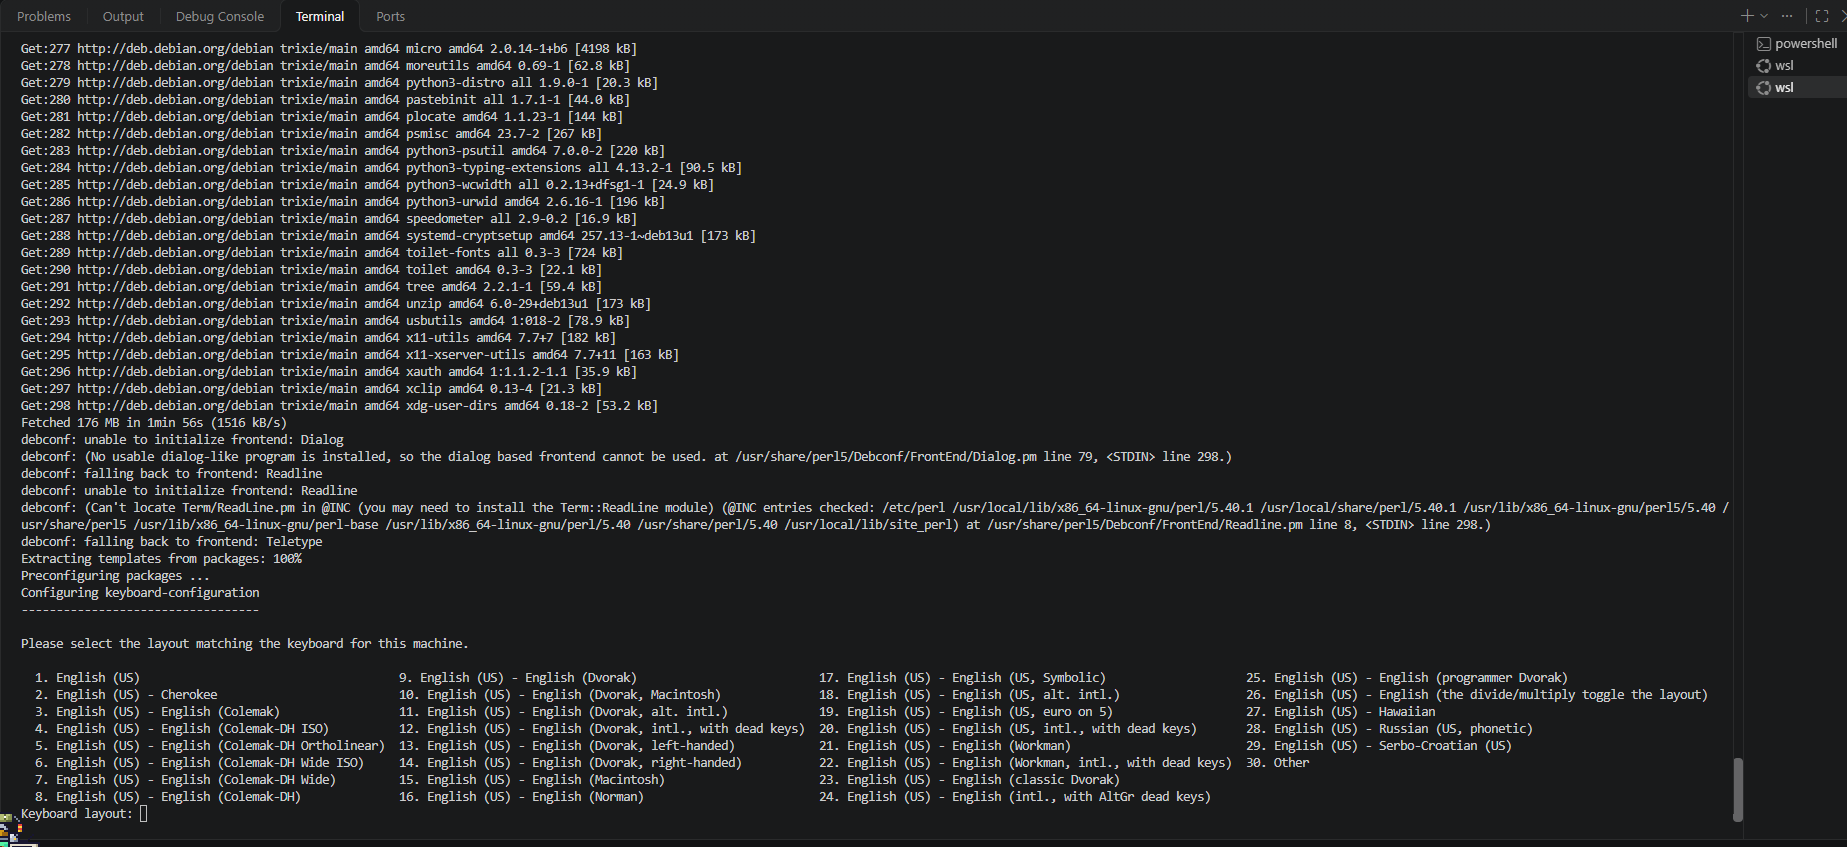 Problems Output Debug Console Terminal Ports
powershell
wsl
wsl
Get:277 http://deb.debian.org/debian trixie/main amd64 micro amd64 2.0.14-1+b6 [4198 kB]
Get:278 http://deb.debian.org/debian trixie/main amd64 moreutils amd64 0.69-1 [62.8 kB]
Get:279 http://deb.debian.org/debian trixie/main amd64 python3-distro all 1.9.0-1 [20.3 kB]
Get:280 http://deb.debian.org/debian trixie/main amd64 pastebinit all 1.7.1-1 [44.0 kB]
Get:281 http://deb.debian.org/debian trixie/main amd64 plocate amd64 1.1.23-1 [144 kB]
Get:282 http://deb.debian.org/debian trixie/main amd64 psmisc amd64 23.7-2 [267 kB]
Get:283 http://deb.debian.org/debian trixie/main amd64 python3-psutil amd64 7.0.0-2 [220 kB]
Get:284 http://deb.debian.org/debian trixie/main amd64 python3-typing-extensions all 4.13.2-1 [90.5 kB]
Get:285 http://deb.debian.org/debian trixie/main amd64 python3-wcwidth all 0.2.13+dfsg1-1 [24.9 kB]
Get:286 http://deb.debian.org/debian trixie/main amd64 python3-urwid amd64 2.6.16-1 [196 kB]
Get:287 http://deb.debian.org/debian trixie/main amd64 speedometer all 2.9-0.2 [16.9 kB]
Get:288 http://deb.debian.org/debian trixie/main amd64 systemd-cryptsetup amd64 257.13-1~deb13u1 [173 kB]
Get:289 http://deb.debian.org/debian trixie/main amd64 toilet-fonts all 0.3-3 [724 kB]
Get:290 http://deb.debian.org/debian trixie/main amd64 toilet amd64 0.3-3 [22.1 kB]
Get:291 http://deb.debian.org/debian trixie/main amd64 tree amd64 2.2.1-1 [59.4 kB]
Get:292 http://deb.debian.org/debian trixie/main amd64 unzip amd64 6.0-29+deb13u1 [173 kB]
Get:293 http://deb.debian.org/debian trixie/main amd64 usbutils amd64 1:018-2 [78.9 kB]
Get:294 http://deb.debian.org/debian trixie/main amd64 x11-utils amd64 7.7+7 [182 kB]
Get:295 http://deb.debian.org/debian trixie/main amd64 x11-xserver-utils amd64 7.7+11 [163 kB]
Get:296 http://deb.debian.org/debian trixie/main amd64 xauth amd64 1:1.1.2-1.1 [35.9 kB]
Get:297 http://deb.debian.org/debian trixie/main amd64 xclip amd64 0.13-4 [21.3 kB]
Get:298 http://deb.debian.org/debian trixie/main amd64 xdg-user-dirs amd64 0.18-2 [53.2 kB]
Fetched 176 MB in 1min 56s (1516 kB/s)
debconf: unable to initialize frontend: Dialog
debconf: (No usable dialog-like program is installed, so the dialog based frontend cannot be used. at /usr/share/perl5/Debconf/FrontEnd/Dialog.pm line 79, <STDIN> line 298.)
debconf: falling back to frontend: Readline
debconf: unable to initialize frontend: Readline
debconf: (Can't locate Term/ReadLine.pm in @INC (you may need to install the Term::ReadLine module) (@INC entries checked: /etc/perl /usr/local/lib/x86_64-linux-gnu/perl/5.40.1 /usr/local/share/perl/5.40.1 /usr/lib/x86_64-linux-gnu/perl5/5.40 /
usr/share/perl5 /usr/lib/x86_64-linux-gnu/perl-base /usr/lib/x86_64-linux-gnu/perl/5.40 /usr/share/perl/5.40 /usr/local/lib/site_perl) at /usr/share/perl5/Debconf/FrontEnd/Readline.pm line 8, <STDIN> line 298.)
debconf: falling back to frontend: Teletype
Extracting templates from packages: 100%
Preconfiguring packages ...
Configuring keyboard-configuration
----------------------------------
Please select the layout matching the keyboard for this machine.
1. English (US) 9. English (US) - English (Dvorak) 17. English (US) - English (US, Symbolic) 25. English (US) - English (programmer Dvorak)
2. English (US) - Cherokee 10. English (US) - English (Dvorak, Macintosh) 18. English (US) - English (US, alt. intl.) 26. English (US) - English (the divide/multiply toggle the layout)
3. English (US) - English (Colemak) 11. English (US) - English (Dvorak, alt. intl.) 19. English (US) - English (US, euro on 5) 27. English (US) - Hawaiian
4. English (US) - English (Colemak-DH ISO) 12. English (US) - English (Dvorak, intl., with dead keys) 20. English (US) - English (US, intl., with dead keys) 28. English (US) - Russian (US, phonetic)
5. English (US) - English (Colemak-DH Ortholinear) 13. English (US) - English (Dvorak, left-handed) 21. English (US) - English (Workman) 29. English (US) - Serbo-Croatian (US)
6. English (US) - English (Colemak-DH Wide ISO) 14. English (US) - English (Dvorak, right-handed) 22. English (US) - English (Workman, intl., with dead keys) 30. Other
7. English (US) - English (Colemak-DH Wide) 15. English (US) - English (Macintosh) 23. English (US) - English (classic Dvorak)
8. English (US) - English (Colemak-DH) 16. English (US) - English (Norman) 24. English (US) - English (intl., with AltGr dead keys)
Keyboard layout: